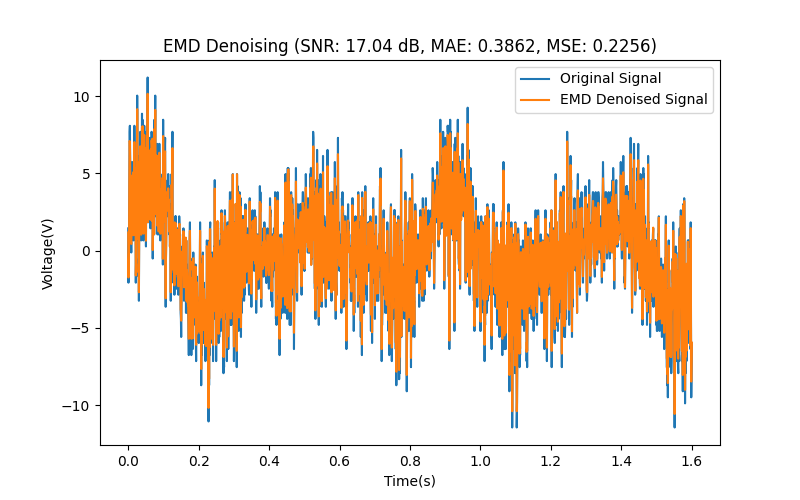 EMD Denoising (SNR: 17.04 dB, MAE: 0.3862, MSE: 0.2256)
Original Signal
EMD Denoised Signal
10
5
0
−5
−10
Voltage(V)
0.0 0.2 0.4 0.6 0.8 1.0 1.2 1.4 1.6
Time(s)